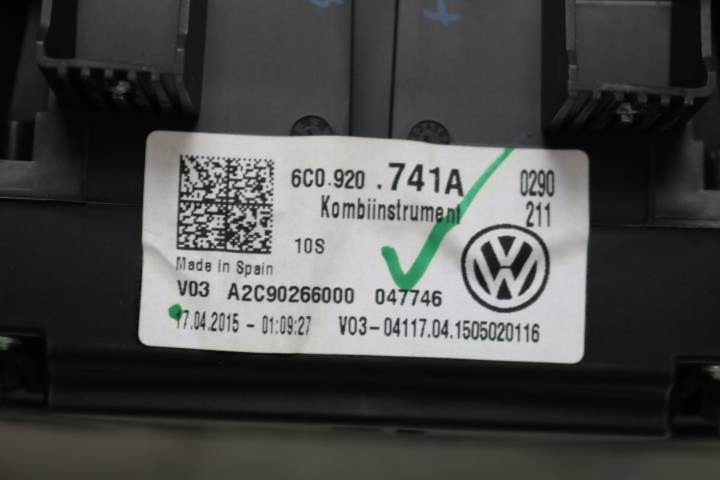 6C0.920 .741A 0290
Kombiinstrument 211
10S
Made in Spain
V03 A2C90266000 047746
17.04.2015 - 01:09:27 V03-04117.04.1505020116